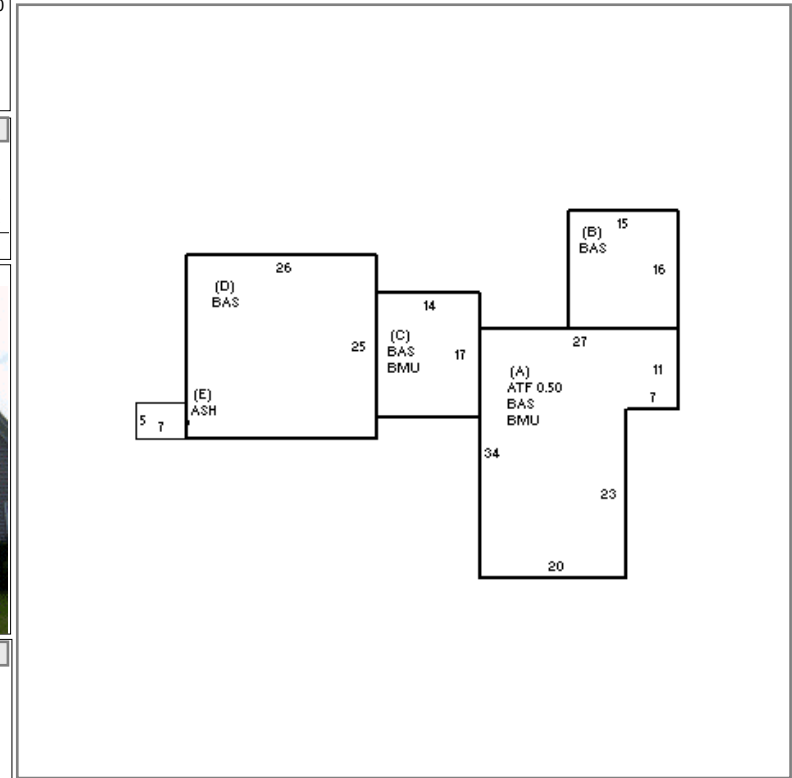 15
(B)
BAS
16
26
(D)
BAS
14
25
(C)
BAS
BMU
17
27
(A)
ATF 0.50
BAS
BMU
11
7
(E)
ASH
5 7
34
23
20